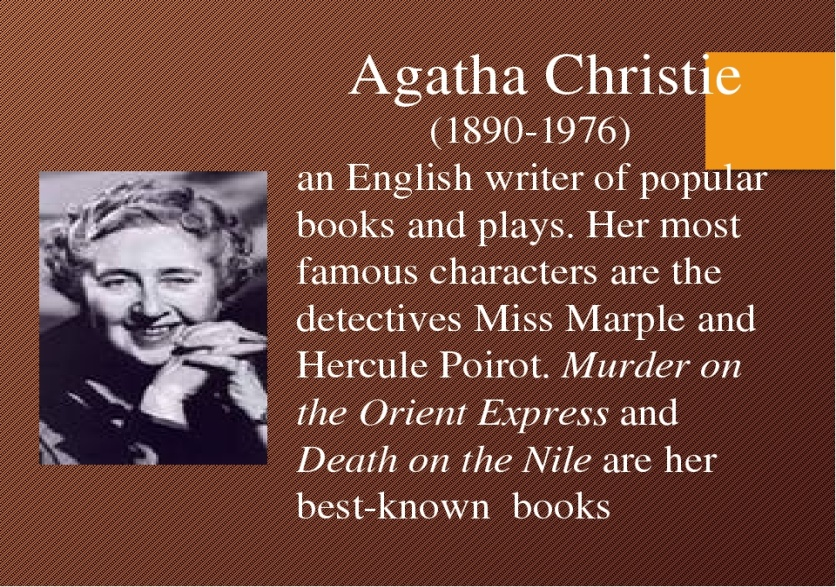 Agatha Christie
(1890-1976)
an English writer of popular
books and plays. Her most
famous characters are the
detectives Miss Marple and
Hercule Poirot. Murder on
the Orient Express and
Death on the Nile are her
best-known  books